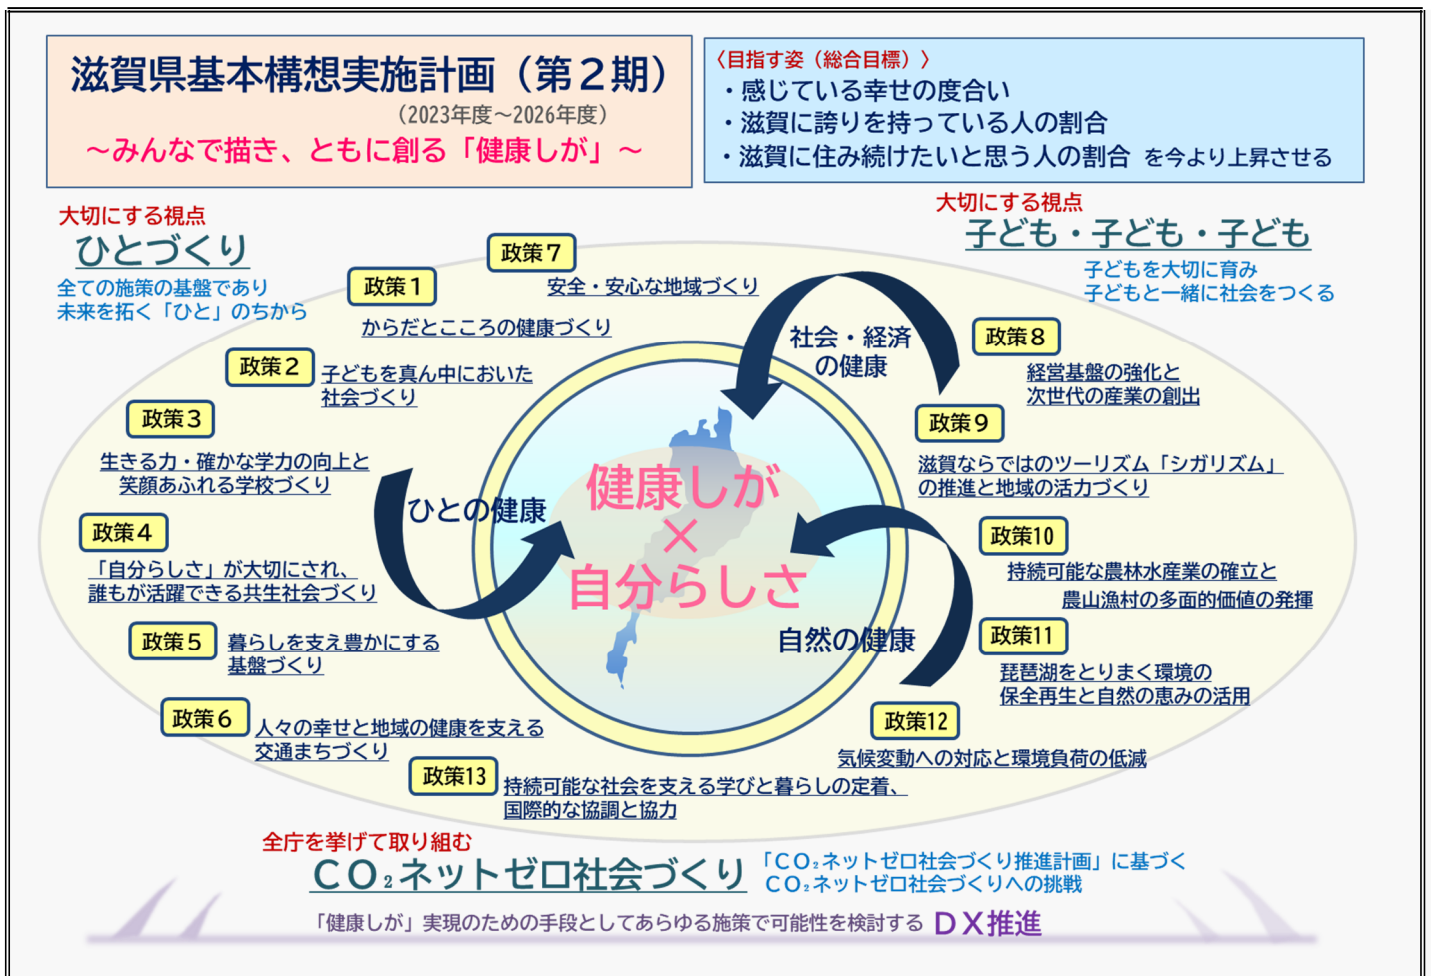 滋賀県基本構想実施計画（第２期）
（2023年度～2026年度）
～みんなで描き、ともに創る「健康しが」～
〈目指す姿（総合目標）〉
・感じている幸せの度合い
・滋賀に誇りを持っている人の割合
・滋賀に住み続けたいと思う人の割合 を今より上昇させる
大切にする視点
ひとづくり
全ての施策の基盤であり
未来を拓く「ひと」のちから
大切にする視点
子ども・子ども・子ども
子どもを大切に育み
子どもと一緒に社会をつくる
政策７
安全・安心な地域づくり
政策１
からだとこころの健康づくり
政策２
子どもを真ん中においた
社会づくり
政策３
生きる力・確かな学力の向上と
笑顔あふれる学校づくり
政策４
「自分らしさ」が大切にされ、
誰もが活躍できる共生社会づくり
政策５
暮らしを支え豊かにする
基盤づくり
政策６
人々の幸せと地域の健康を支える
交通まちづくり
政策13
持続可能な社会を支える学びと暮らしの定着、
国際的な協調と協力
ひとの健康
社会・経済
の健康
自然の健康
健康しが
×
自分らしさ
政策８
経営基盤の強化と
次世代の産業の創出
政策９
滋賀ならではのツーリズム「シガリズム」
の推進と地域の活力づくり
政策10
持続可能な農林水産業の確立と
農山漁村の多面的価値の発揮
政策11
琵琶湖をとりまく環境の
保全再生と自然の恵みの活用
政策12
気候変動への対応と環境負荷の低減
全庁を挙げて取り組む
ＣＯ₂ネットゼロ社会づくり
「ＣＯ₂ネットゼロ社会づくり推進計画」に基づく
ＣＯ₂ネットゼロ社会づくりへの挑戦
「健康しが」実現のための手段としてあらゆる施策で可能性を検討する ＤＸ推進